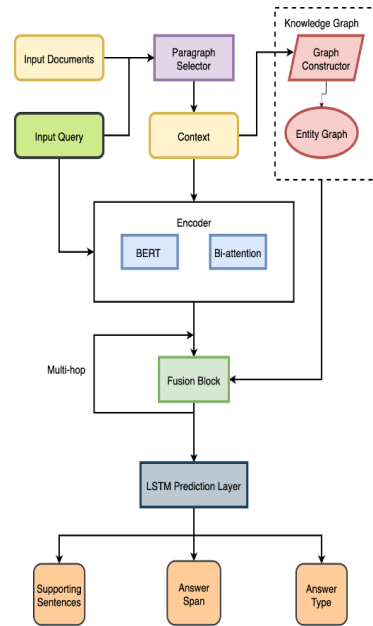 Knowledge Graph
Input Documents
Paragraph
Selector
Graph
Constructor
Input Query
Context
Entity Graph
Encoder
BERT
Bi-attention
Multi-hop
Fusion Block
LSTM Prediction Layer
Supporting
Sentences
Answer
Span
Answer
Type